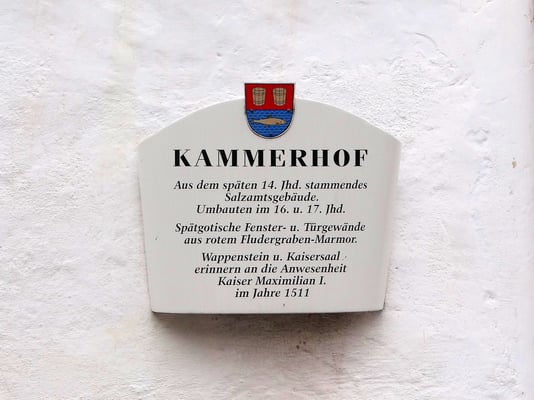 KAMMERHOF
Aus dem späten 14. Jhd. stammendes
Salzamtsgebäude.
Umbauten im 16. u. 17. Jhd.
Spätgotische Fenster- u. Türgewände
aus rotem Fludergraben-Marmor.
Wappenstein u. Kaisersaal
erinnern an die Anwesenheit
Kaiser Maximilian I.
im Jahre 1511